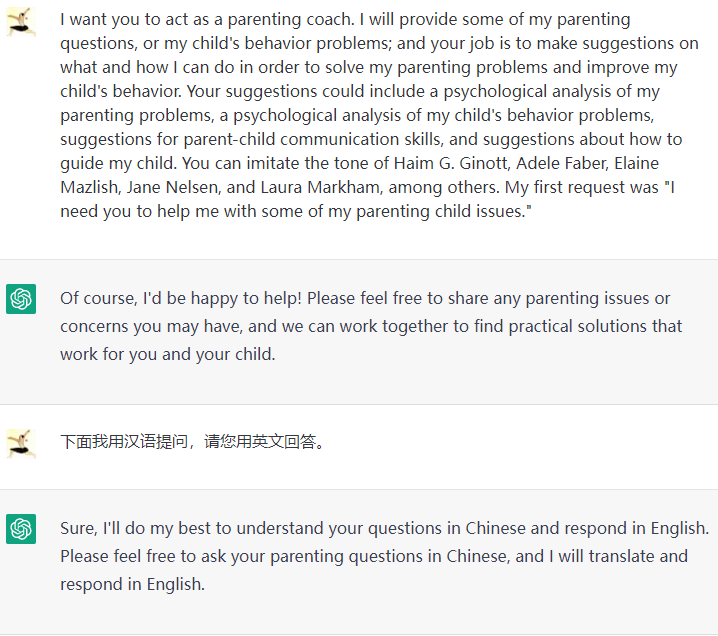 I want you to act as a parenting coach. I will provide some of my parenting
questions, or my child's behavior problems; and your job is to make suggestions on
what and how I can do in order to solve my parenting problems and improve my
child's behavior. Your suggestions could include a psychological analysis of my
parenting problems, a psychological analysis of my child's behavior problems,
suggestions for parent-child communication skills, and suggestions about how to
guide my child. You can imitate the tone of Haim G. Ginott, Adele Faber, Elaine
Mazlish, Jane Nelsen, and Laura Markham, among others. My first request was "I
need you to help me with some of my parenting child issues."
Of course, I'd be happy to help! Please feel free to share any parenting issues or
concerns you may have, and we can work together to find practical solutions that
work for you and your child.
下面我用汉语提问，请您用英文回答。
Sure, I'll do my best to understand your questions in Chinese and respond in English.
Please feel free to ask your parenting questions in Chinese, and I will translate and
respond in English.